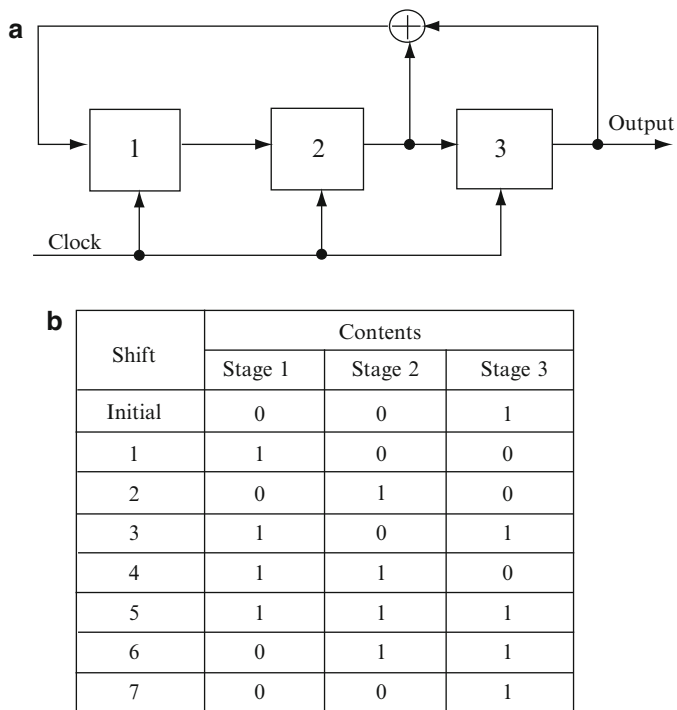 a
Output
1 2 3
Clock
b
Shift Contents
Stage 1 Stage 2 Stage 3
Initial 0 0 1
1 1 0 0
2 0 1 0
3 1 0 1
4 1 1 0
5 1 1 1
6 0 1 1
7 0 0 1